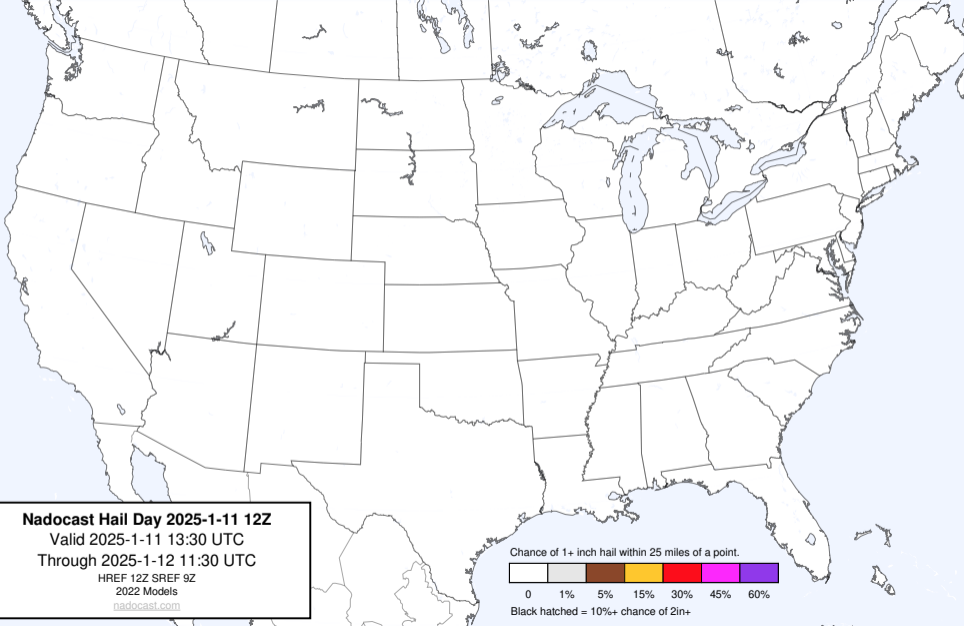 Nadocast Hail Day 2025-1-11 12Z
Valid 2025-1-11 13:30 UTC
Through 2025-1-12 11:30 UTC
HREF 12Z SREF 9Z
2022 Models
nadocast.com
Chance of 1+ inch hail within 25 miles of a point.
0 1% 5% 15% 30% 45% 60%
Black hatched = 10%+ chance of 2in+